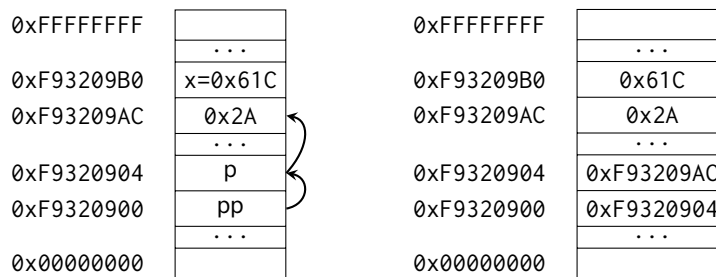 0xFFFFFFFF 0xFFFFFFFF
... ...
0xF93209B0 x=0x61C 0xF93209B0 0x61C
0xF93209AC 0x2A 0xF93209AC 0x2A
... ...
0xF9320904 p 0xF9320904 0xF93209AC
0xF9320900 pp 0xF9320900 0xF9320904
... ...
0x00000000 0x00000000